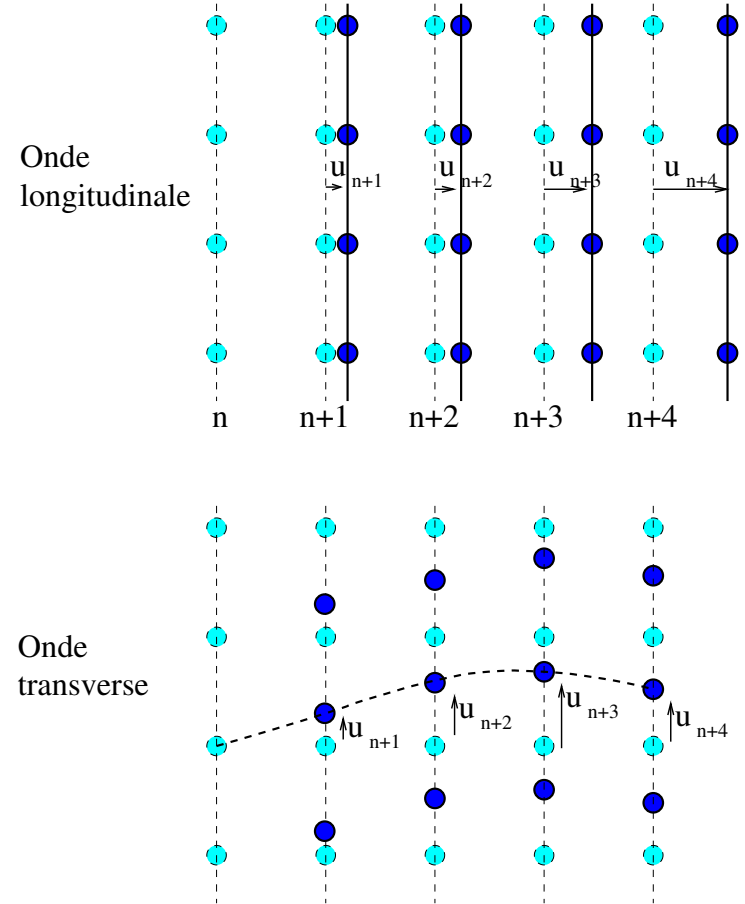 Onde
longitudinale
u n+1 u n+2 u n+3 u n+4
n n+1 n+2 n+3 n+4
Onde
transverse
u n+1 u n+2 u n+3 u n+4